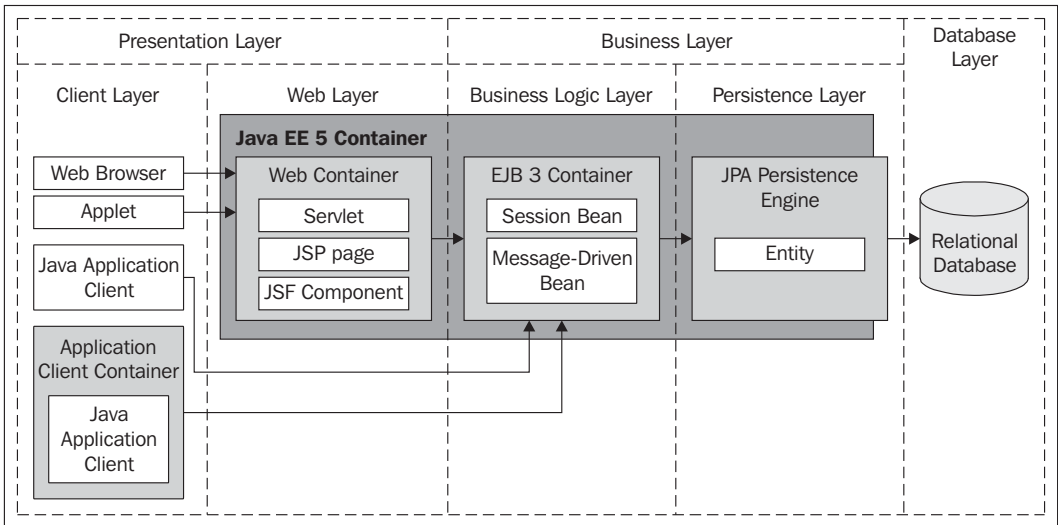 Presentation Layer
Business Layer
Database
Layer
Client Layer
Web Layer
Business Logic Layer
Persistence Layer
Java EE 5 Container
Web Browser
Applet
Java Application
Client
Application
Client Container
Java
Application
Client
Web Container
Servlet
JSP page
JSF Component
EJB 3 Container
Session Bean
Message-Driven
Bean
JPA Persistence
Engine
Entity
Relational
Database